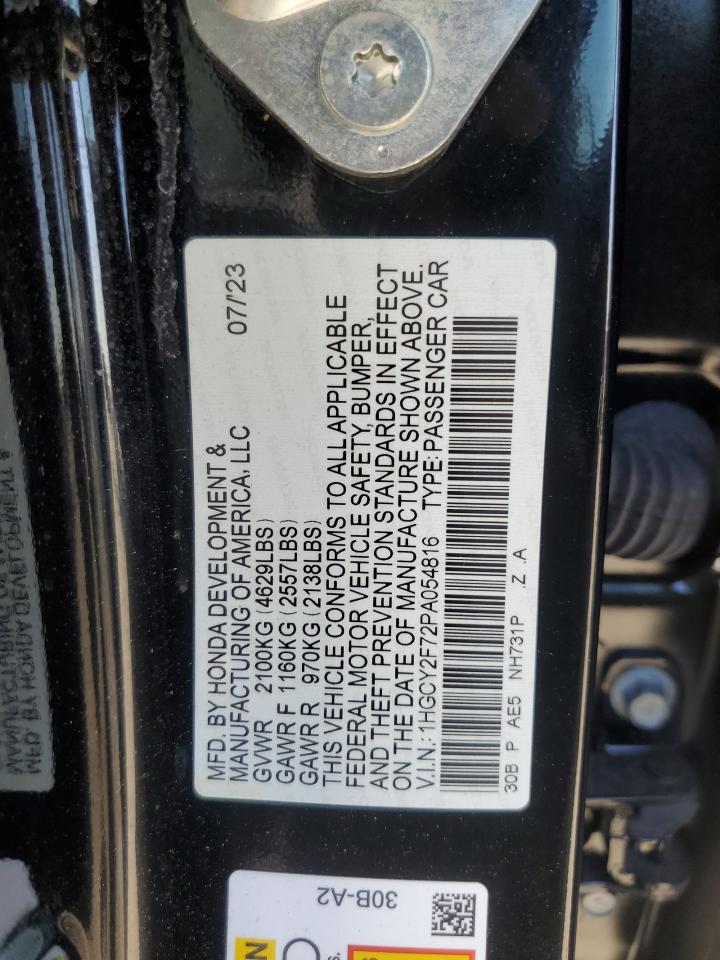 MFD. BY HONDA DEVELOPMENT &
MANUFACTURING OF AMERICA, LLC 07/'23
GVWR 2100KG (4629LBS)
GAWR F 1160KG (2557LBS)
GAWR R 970KG (2138LBS)
THIS VEHICLE CONFORMS TO ALL APPLICABLE
FEDERAL MOTOR VEHICLE SAFETY, BUMPER,
AND THEFT PREVENTION STANDARDS IN EFFECT
ON THE DATE OF MANUFACTURE SHOWN ABOVE.
V.I.N.: 1HGCY2F72PA054816 TYPE: PASSENGER CAR
30B P AE5 NH731P .Z .A
30B-A2